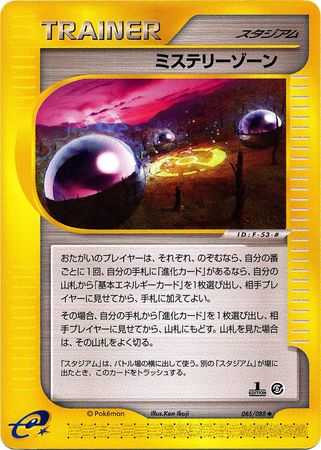 TRAINER
スタジアム
ミステリーゾーン
ID:F-53-#
おたがいのプレイヤーは、それぞれ、のぞむなら、自分の番
ごとに1回、自分の手札に「進化カード」があるなら、自分の
山札から「基本エネルギーカード」を1枚選び出し、相手プレイ
ヤーに見せてから、手札に加えてよい。
その場合、自分の手札から「進化カード」を1枚選び出し、相手
プレイヤーに見せてから、山札にもどす。山札を見た場合
は、その山札をよく切る。
「スタジアム」は、バトル場の横に出して使う。別の「スタジアム」が場に
出たとき、このカードをトラッシュする。
1
EDITION
© Pokémon
Illus.Ken Ikuji
065/088 ◆
e